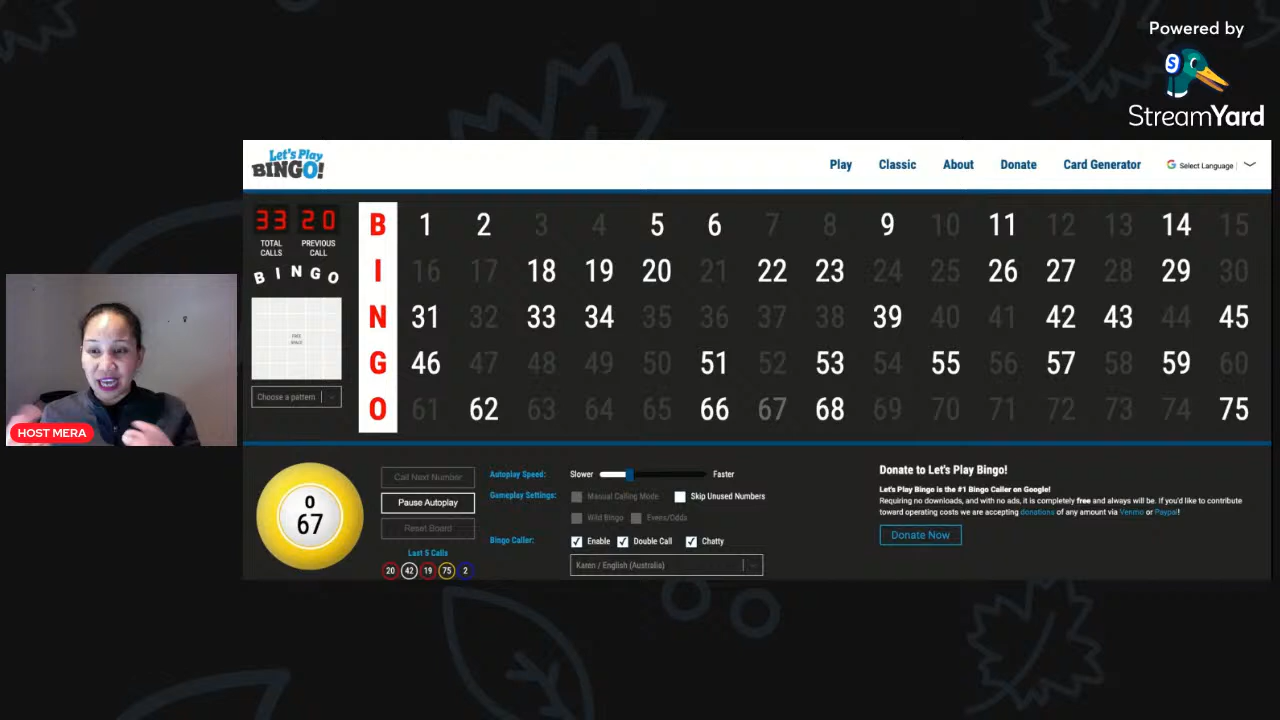 Powered by
StreamYard
Let's Play
BINGO!
Play
Classic
About
Donate
Card Generator
G Select Language
33 20
TOTAL CALLS
PREVIOUS CALL
B I N G O
FREE SPACE
Choose a pattern
B 1 2 3 4 5 6 7 8 9 10 11 12 13 14 15
I 16 17 18 19 20 21 22 23 24 25 26 27 28 29 30
N 31 32 33 34 35 36 37 38 39 40 41 42 43 44 45
G 46 47 48 49 50 51 52 53 54 55 56 57 58 59 60
O 61 62 63 64 65 66 67 68 69 70 71 72 73 74 75
HOST MERA
O
67
Call Next Number
Pause Autoplay
Reset Board
Last 5 Calls
20 42 19 75 2
Autoplay Speed: Slower Faster
Gameplay Settings: Manual Calling Mode Skip Unused Numbers
Wild Bingo Evens/Odds
Bingo Caller: Enable Double Call Chatty
Karen / English (Australia)
Donate to Let's Play Bingo!
Let's Play Bingo is the #1 Bingo Caller on Google!
Requiring no downloads, and with no ads, it is completely free and always will be. If you'd like to contribute
toward operating costs we are accepting donations of any amount via Venmo or Paypal!
Donate Now